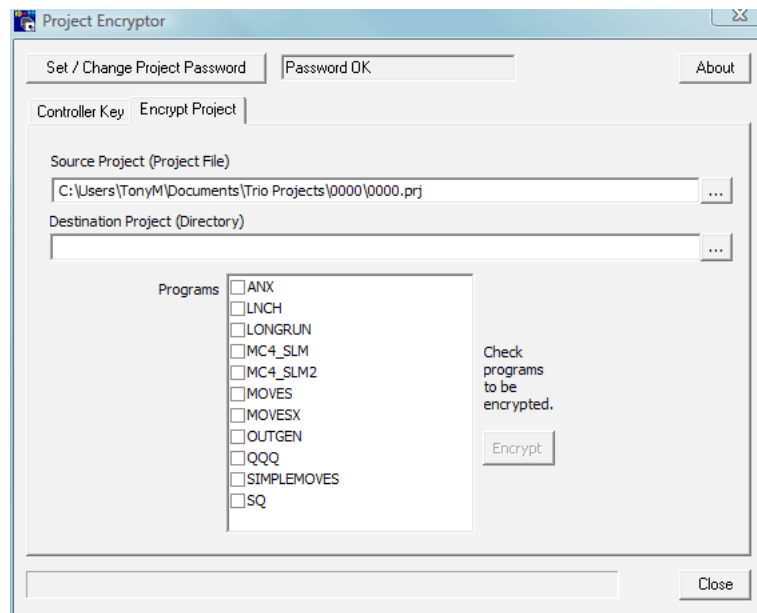 Project Encryptor
Set / Change Project Password Password OK About
Controller Key Encrypt Project
Source Project (Project File)
C:\Users\TonyM\Documents\Trio Projects\0000\0000.prj ...
Destination Project (Directory)
...
Programs
ANX
LNCH
LONGRUN
MC4_SLM
MC4_SLM2
MOVES
MOVESX
OUTGEN
QQQ
SIMPLEMOVES
SQ
Check
programs
to be
encrypted.
Encrypt
Close